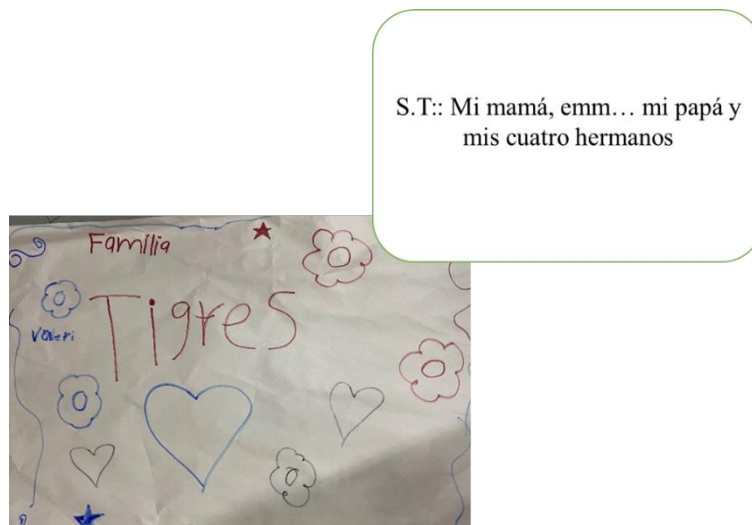 S.T:: Mi mamá, emm… mi papá y
mis cuatro hermanos
Familia
Tigres
Valeri